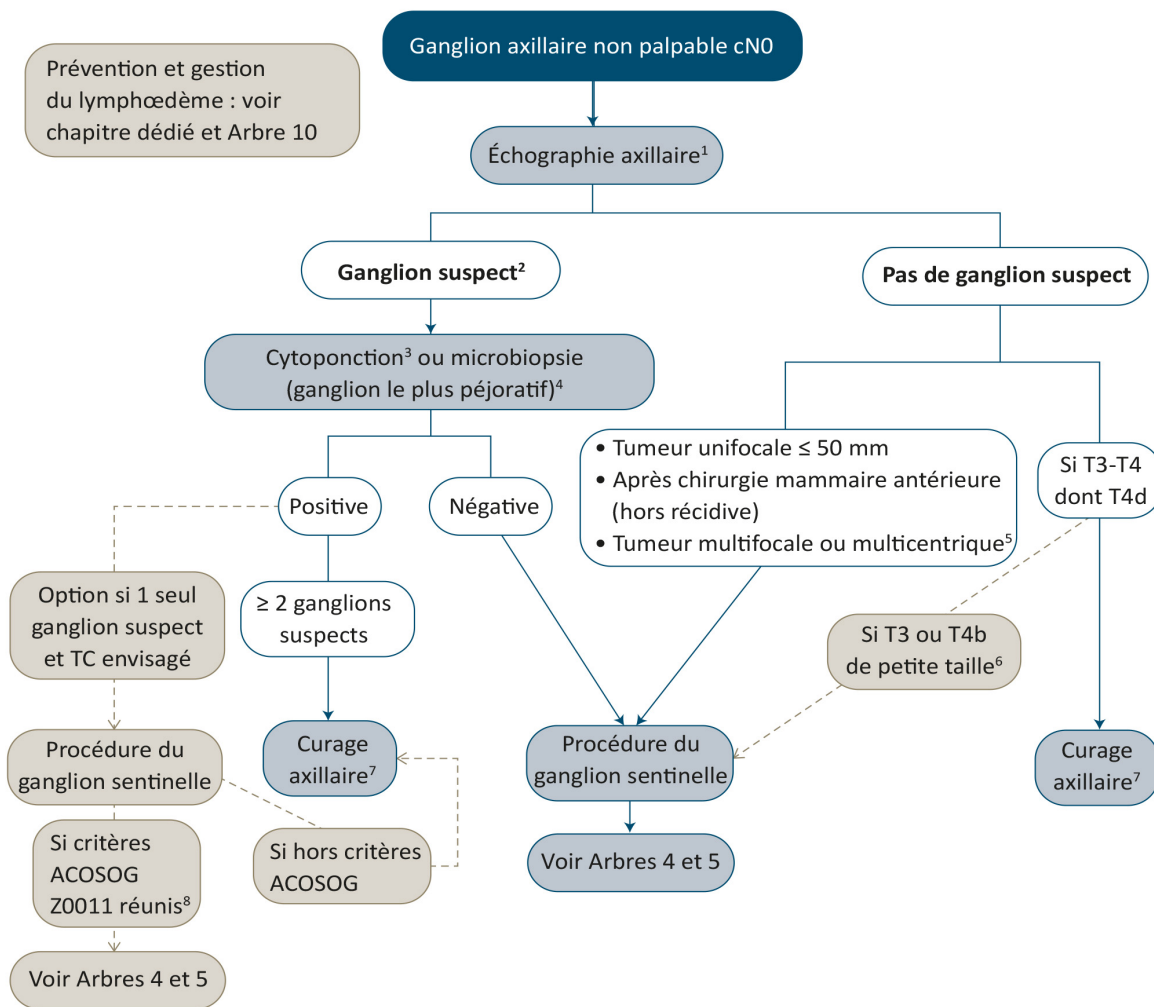 Ganglion axillaire non palpable cN0
Prévention et gestion
du lymphœdème : voir
chapitre dédié et Arbre 10
Échographie axillaire¹
Ganglion suspect²
Pas de ganglion suspect
Cytoponction³ ou microbiopsie
(ganglion le plus péjoratif)⁴
• Tumeur unifocale ≤ 50 mm
• Après chirurgie mammaire antérieure
(hors récidive)
• Tumeur multifocale ou multicentrique⁵
Si T3-T4
dont T4d
Positive
Négative
Option si 1 seul
ganglion suspect
et TC envisagé
≥ 2 ganglions
suspects
Si T3 ou T4b
de petite taille⁶
Procédure du
ganglion sentinelle
Curage
axillaire⁷
Procédure du
ganglion sentinelle
Curage
axillaire⁷
Si critères
ACOSOG
Z0011 réunis⁸
Si hors critères
ACOSOG
Voir Arbres 4 et 5
Voir Arbres 4 et 5